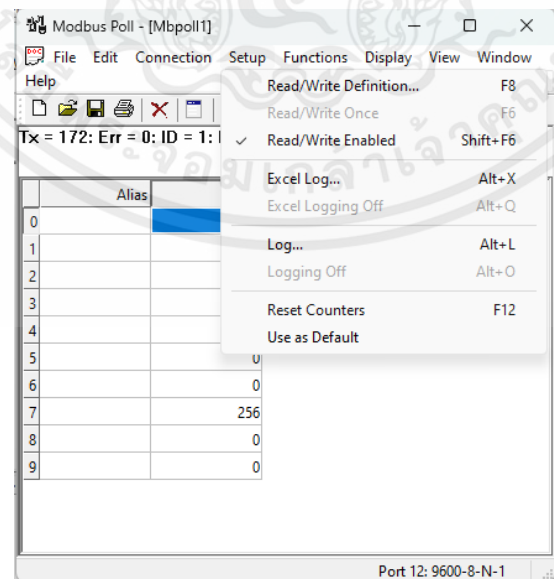 Modbus Poll - [Mbpoll1]
File Edit Connection Setup Functions Display View Window
Help
Read/Write Definition... F8
Read/Write Once F6
Tx = 172: Err = 0: ID = 1:
Read/Write Enabled Shift+F6
Excel Log... Alt+X
Alias
Excel Logging Off Alt+Q
0
1
Log... Alt+L
2
Logging Off Alt+O
3
Reset Counters F12
4
Use as Default
5 0
6 0
7 256
8 0
9 0
Port 12: 9600-8-N-1